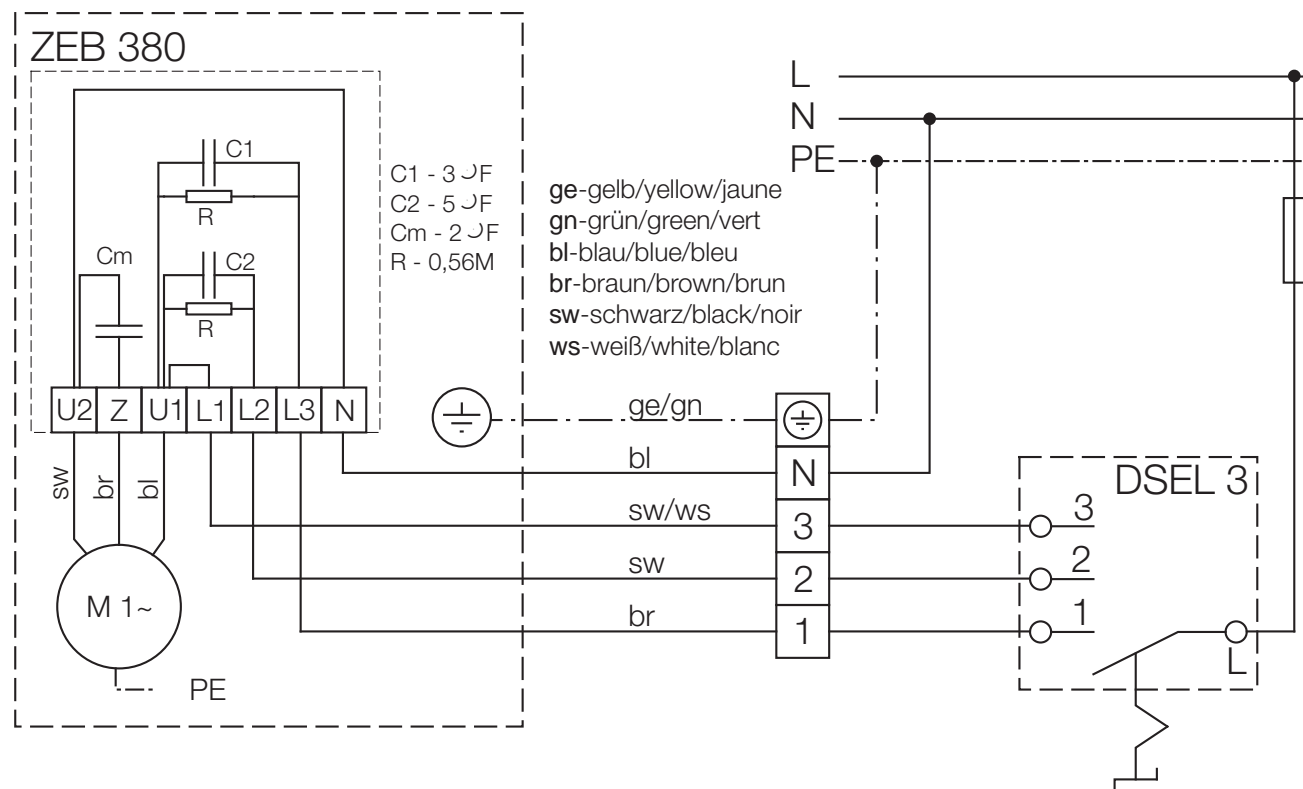 ZEB 380
L
N
PE
C1
R
C2
R
Cm
C1 - 3 ڡF
C2 - 5 ڡF
Cm - 2 ڡF
R - 0,56M
ge-gelb/yellow/jaune
gn-grün/green/vert
bl-blau/blue/bleu
br-braun/brown/brun
sw-schwarz/black/noir
ws-weiß/white/blanc
U2 Z U1 L1 L2 L3 N
sw br bl
M 1~
PE
ge/gn
bl
sw/ws
sw
br
N
3
2
1
DSEL 3
3
2
1
L